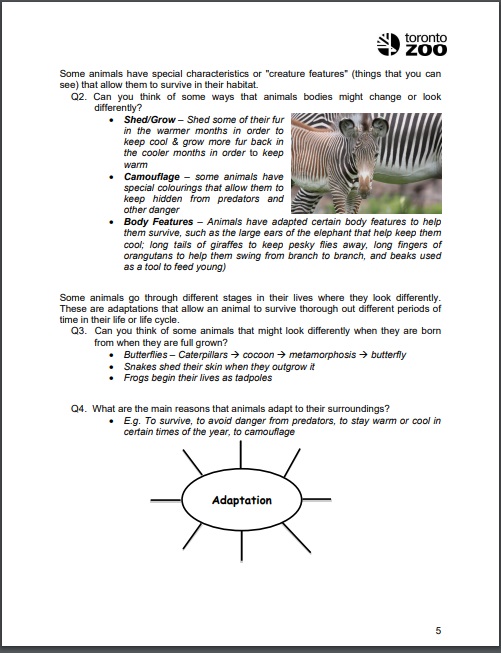 toronto
ZOO
Some animals have special characteristics or "creature features" (things that you can
see) that allow them to survive in their habitat.
Q2. Can you think of some ways that animals bodies might change or look
differently?
• Shed/Grow – Shed some of their fur
in the warmer months in order to
keep cool & grow more fur back in
the cooler months in order to keep
warm
• Camouflage – some animals have
special colourings that allow them to
keep hidden from predators and
other danger
• Body Features – Animals have adapted certain body features to help
them survive, such as the large ears of the elephant that help keep them
cool; long tails of giraffes to keep pesky flies away, long fingers of
orangutans to help them swing from branch to branch, and beaks used
as a tool to feed young)
Some animals go through different stages in their lives where they look differently.
These are adaptations that allow an animal to survive thorough out different periods of
time in their life or life cycle.
Q3. Can you think of some animals that might look differently when they are born
from when they are full grown?
• Butterflies – Caterpillars → cocoon → metamorphosis → butterfly
• Snakes shed their skin when they outgrow it
• Frogs begin their lives as tadpoles
Q4. What are the main reasons that animals adapt to their surroundings?
• E.g. To survive, to avoid danger from predators, to stay warm or cool in
certain times of the year, to camouflage
Adaptation
5